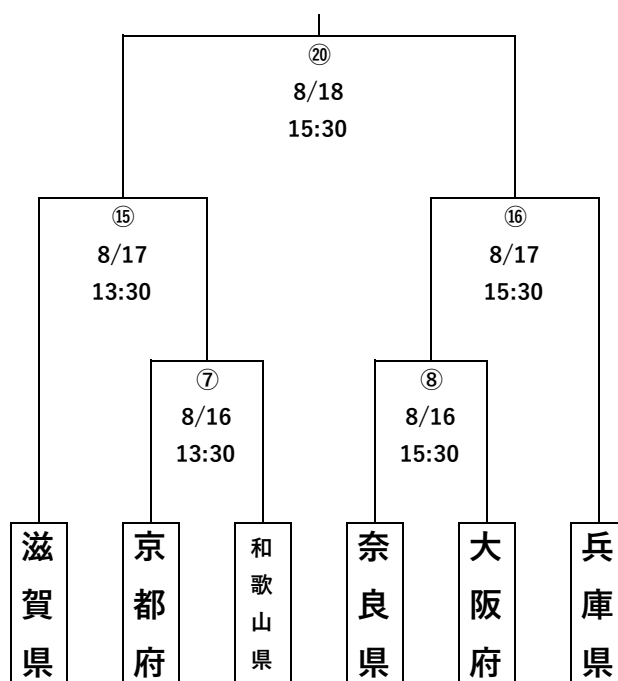 ⑳
8/18
15:30
⑮
8/17
13:30
⑯
8/17
15:30
⑦
8/16
13:30
⑧
8/16
15:30
滋賀県
京都府
和歌山県
奈良県
大阪府
兵庫県